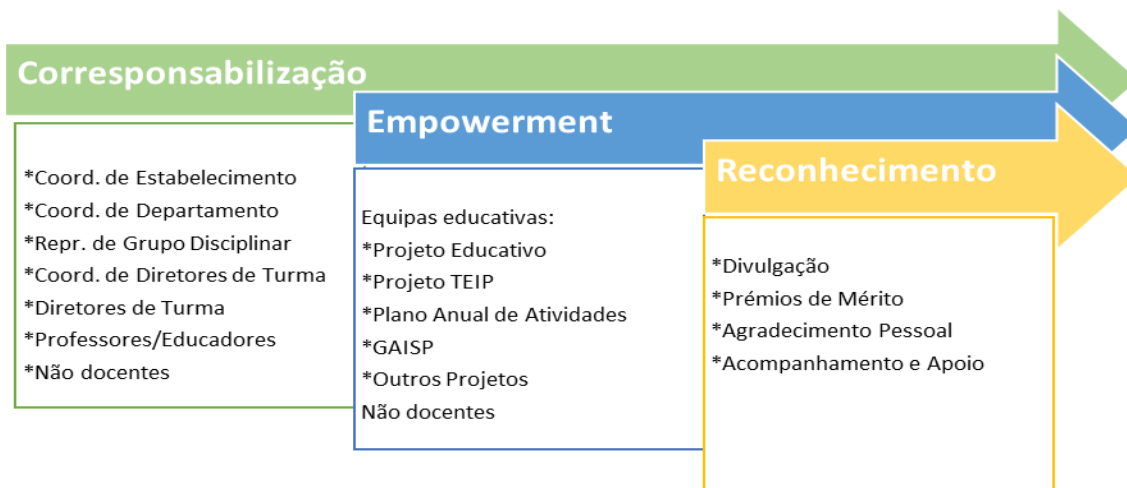 Corresponsabilização
*Coord. de Estabelecimento
*Coord. de Departamento
*Repr. de Grupo Disciplinar
*Coord. de Diretores de Turma
*Diretores de Turma
*Professores/Educadores
*Não docentes
Empowerment
Equipas educativas:
*Projeto Educativo
*Projeto TEIP
*Plano Anual de Atividades
*GAISP
*Outros Projetos
Não docentes
Reconhecimento
*Divulgação
*Prémios de Mérito
*Agradecimento Pessoal
*Acompanhamento e Apoio